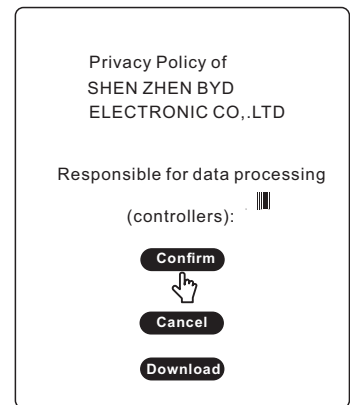 Privacy Policy of
SHEN ZHEN BYD
ELECTRONIC CO,.LTD
Responsible for data processing
(controllers):
Confirm
Cancel
Download